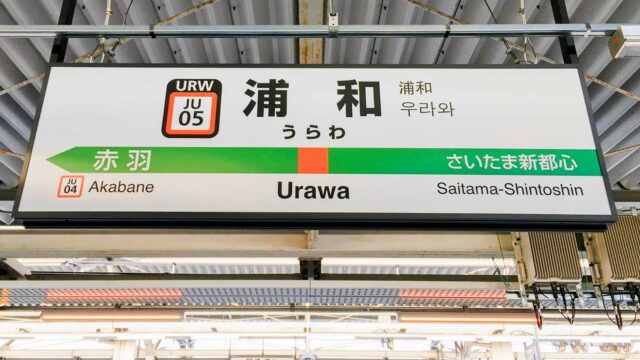 URW
JU
05
浦和
浦和
우라와
うらわ
赤羽
さいたま新都心
JU
04
Akabane
Urawa
Saitama-Shintoshin